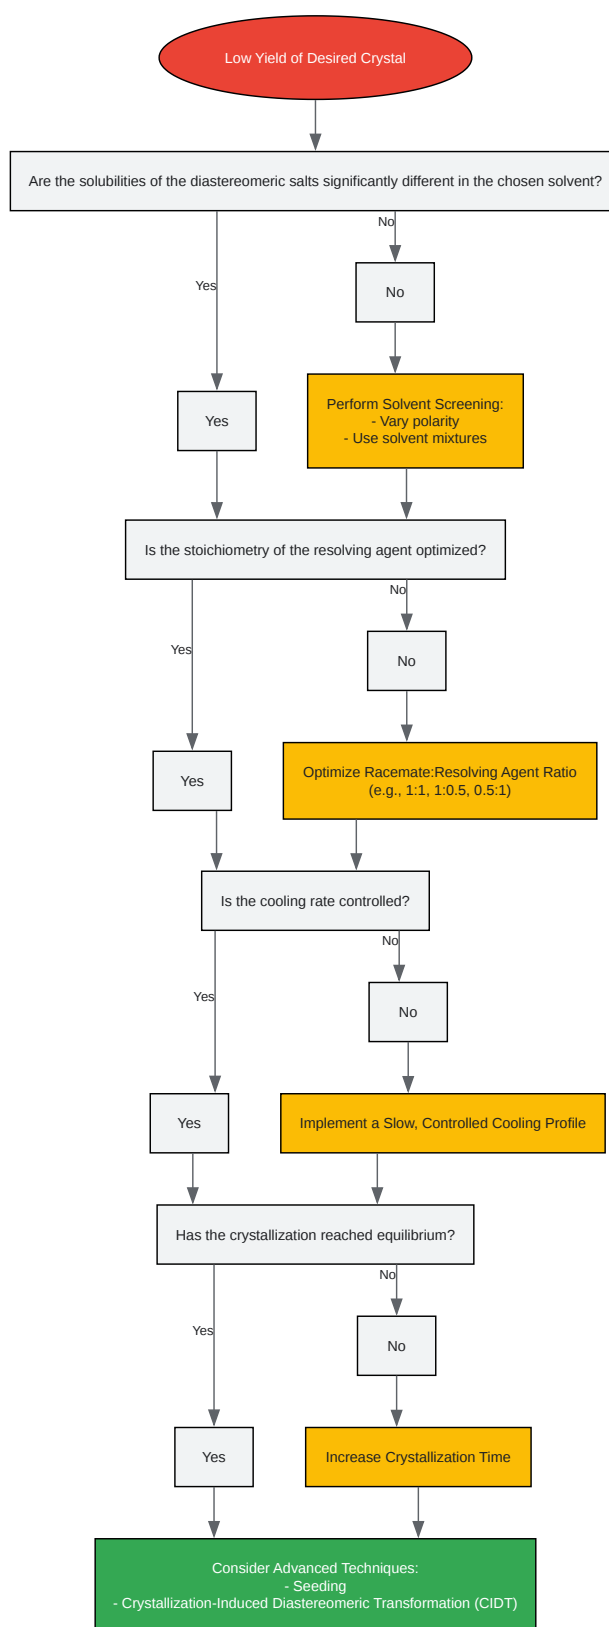 Low Yield of Desired Crystal
Are the solubilities of the diastereomeric salts significantly different in the chosen solvent?
No
Yes
No
Perform Solvent Screening:
- Vary polarity
- Use solvent mixtures
Yes
Is the stoichiometry of the resolving agent optimized?
No
Yes
No
Optimize Racemate:Resolving Agent Ratio
(e.g., 1:1, 1:0.5, 0.5:1)
Yes
Is the cooling rate controlled?
No
Yes
No
Implement a Slow, Controlled Cooling Profile
Yes
Has the crystallization reached equilibrium?
No
Yes
No
Increase Crystallization Time
Yes
Consider Advanced Techniques:
- Seeding
- Crystallization-Induced Diastereomeric Transformation (CIDT)